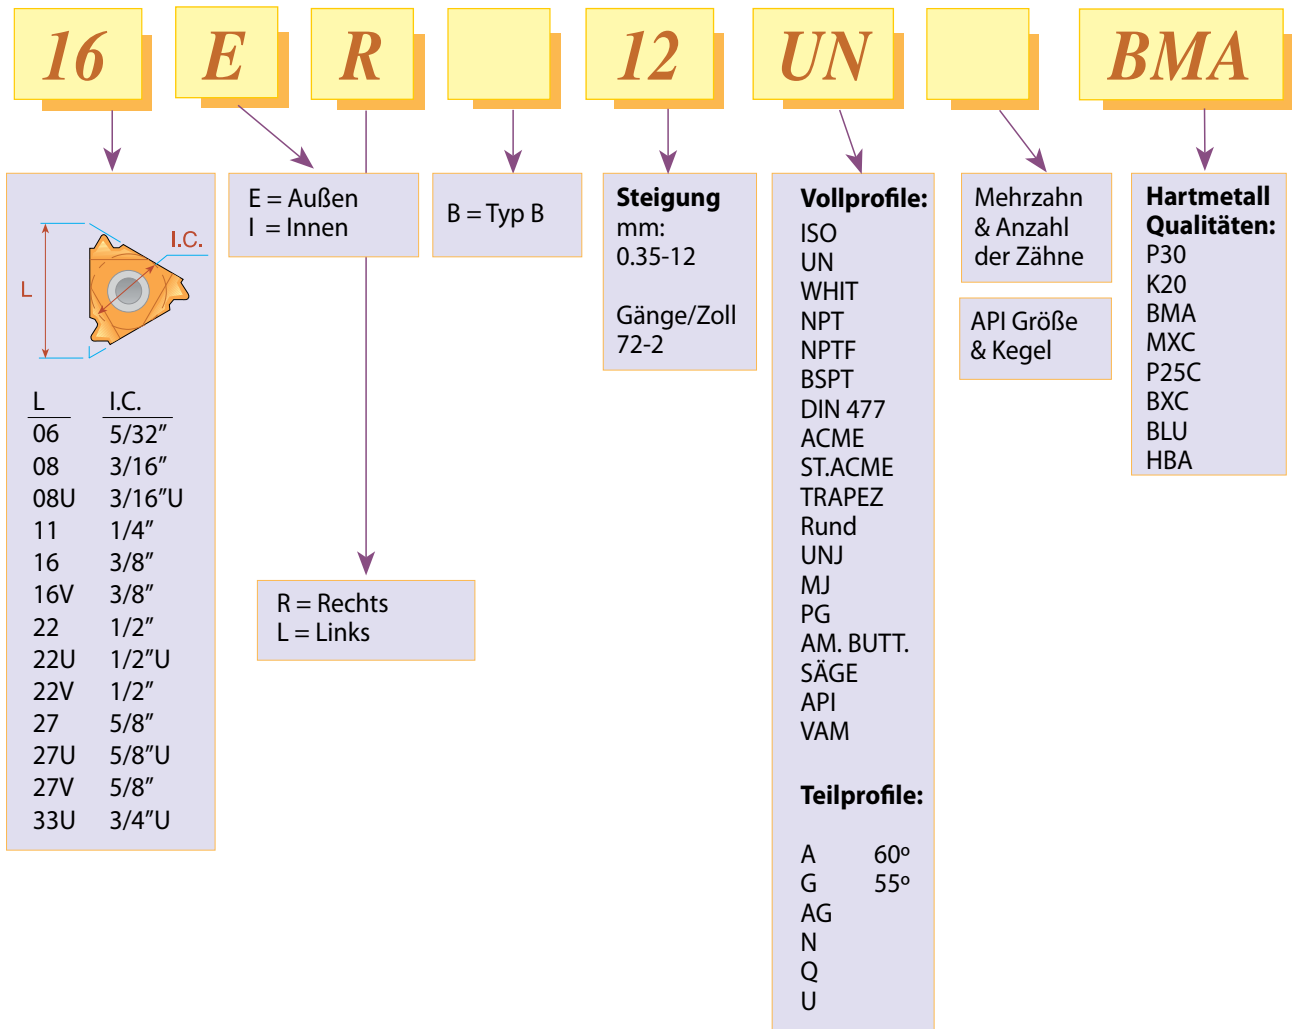 16 E R 12 UN BMA
L
I.C.
L I.C.
06 5/32”
08 3/16”
08U 3/16”U
11 1/4”
16 3/8”
16V 3/8”
22 1/2”
22U 1/2”U
22V 1/2”
27 5/8”
27U 5/8”U
27V 5/8”
33U 3/4”U
E = Außen
I = Innen
R = Rechts
L = Links
B = Typ B
Steigung
mm:
0.35-12
Gänge/Zoll
72-2
Vollprofile:
ISO
UN
WHIT
NPT
NPTF
BSPT
DIN 477
ACME
ST.ACME
TRAPEZ
Rund
UNJ
MJ
PG
AM. BUTT.
SÄGE
API
VAM
Teilprofile:
A 60º
G 55º
AG
N
Q
U
Mehrzahn
& Anzahl
der Zähne
API Größe
& Kegel
Hartmetall
Qualitäten:
P30
K20
BMA
MXC
P25C
BXC
BLU
HBA